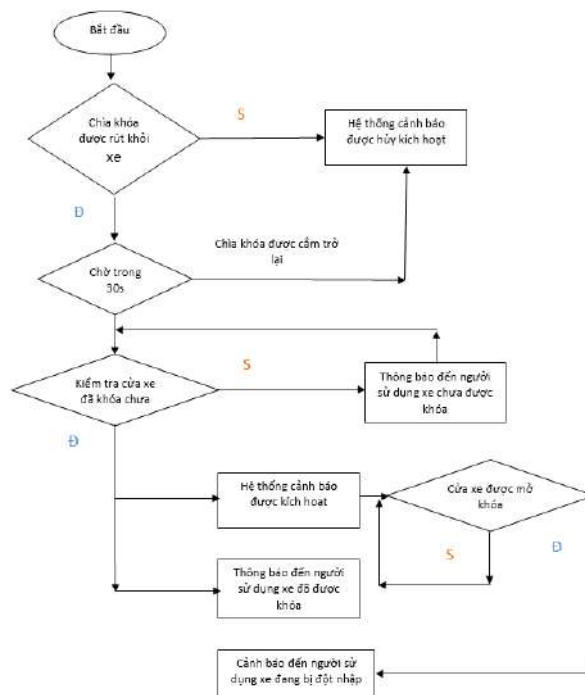 Bắt đầu
Chìa khóa
được rút khỏi
xe
S
Hệ thống cảnh báo
được hủy kích hoạt
Đ
Chìa khóa được cắm trở
lại
Chờ trong
30s
S
Kiểm tra cửa xe
đã khóa chưa
Thông báo đến người
sử dụng xe chưa được
khóa
Đ
Hệ thống cảnh báo
được kích hoạt
Cửa xe được mở
khóa
S
Đ
Thông báo đến người
sử dụng xe đã được
khóa
Cảnh báo đến người sử
dụng xe đang bị đột nhập